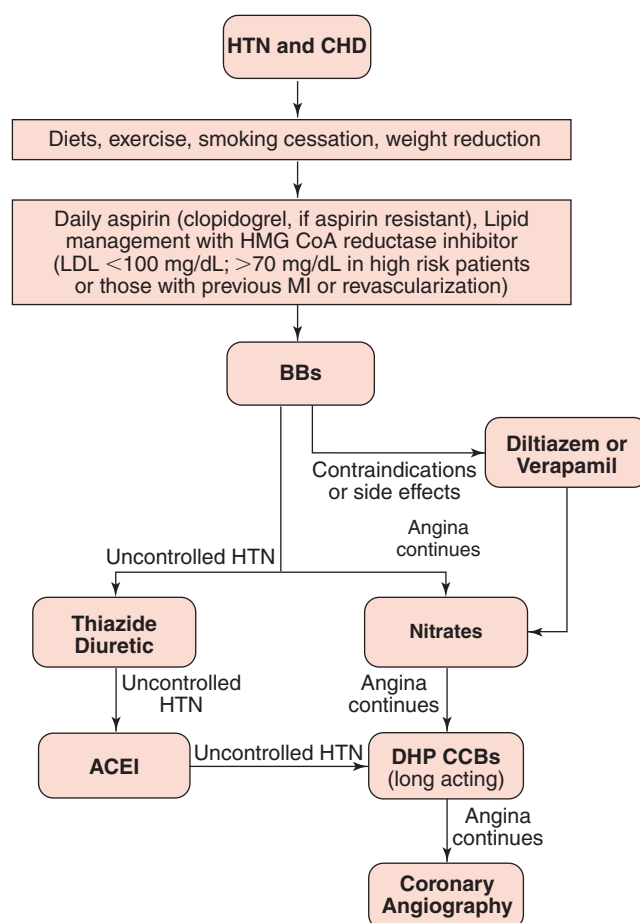 HTN and CHD
Diets, exercise, smoking cessation, weight reduction
Daily aspirin (clopidogrel, if aspirin resistant), Lipid
management with HMG CoA reductase inhibitor
(LDL <100 mg/dL; >70 mg/dL in high risk patients
or those with previous MI or revascularization)
BBs
Diltiazem or
Verapamil
Contraindications
or side effects
Uncontrolled HTN
Angina
continues
Thiazide
Diuretic
Nitrates
Uncontrolled
HTN
Angina
continues
ACEI
Uncontrolled HTN
DHP CCBs
(long acting)
Angina
continues
Coronary
Angiography